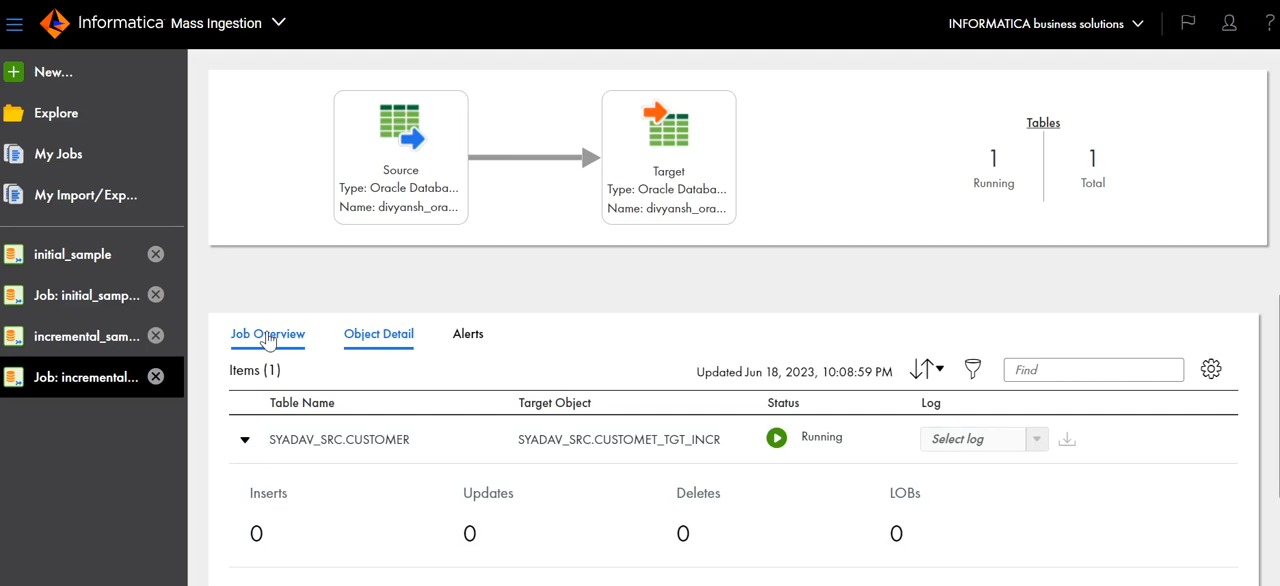 Informatica Mass Ingestion
INFORMATICA business solutions
?
New...
Explore
My Jobs
My Import/Exp...
initial_sample
Job: initial_samp...
incremental_sam...
Job: incremental...
Source
Type: Oracle Databa...
Name: divyansh_ora...
Target
Type: Oracle Databa...
Name: divyansh_ora...
Tables
1
Running
1
Total
Job Overview
Object Detail
Alerts
Items (1)
Updated Jun 18, 2023, 10:08:59 PM
Find
Table Name
Target Object
Status
Log
SYADAV_SRC.CUSTOMER
SYADAV_SRC.CUSTOMET_TGT_INCR
Running
Select log
Inserts
Updates
Deletes
LOBs
0
0
0
0